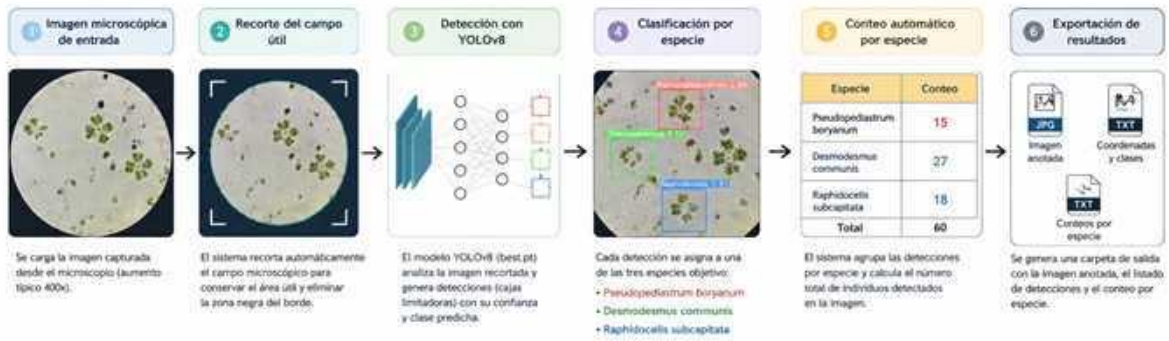 1 Imagen microscópica
de entrada
2 Recorte del campo
útil
3 Detección con
YOLOv8
4 Clasificación por
especie
5 Conteo automático
por especie
6 Exportación de
resultados
Especie Conteo
Pseudopediastrum
boryanum 15
Desmodesmus
communis 27
Raphidocelis
subcapitata 18
Total 60
JPG
Imagen
anotada
TXT
Coordenadas
y clases
TXT
Conteos por
especie
Se carga la imagen capturada
desde el microscopio (aumento
típico 400x).
El sistema recorta automáticamente
el campo microscópico para
conservar el área útil y eliminar
la zona negra del borde.
El modelo YOLOv8 (best.pt)
analiza la imagen recortada y
genera detecciones (cajas
limitadoras) con su confianza
y clase predicha.
Cada detección se asigna a una
de las tres especies objetivo:
• Pseudopediastrum boryanum
• Desmodesmus communis
• Raphidocelis subcapitata
El sistema agrupa las detecciones
por especie y calcula el número
total de individuos detectados
en la imagen.
Se genera una carpeta de salida
con la imagen anotada, el listado
de detecciones y el conteo por
especie.